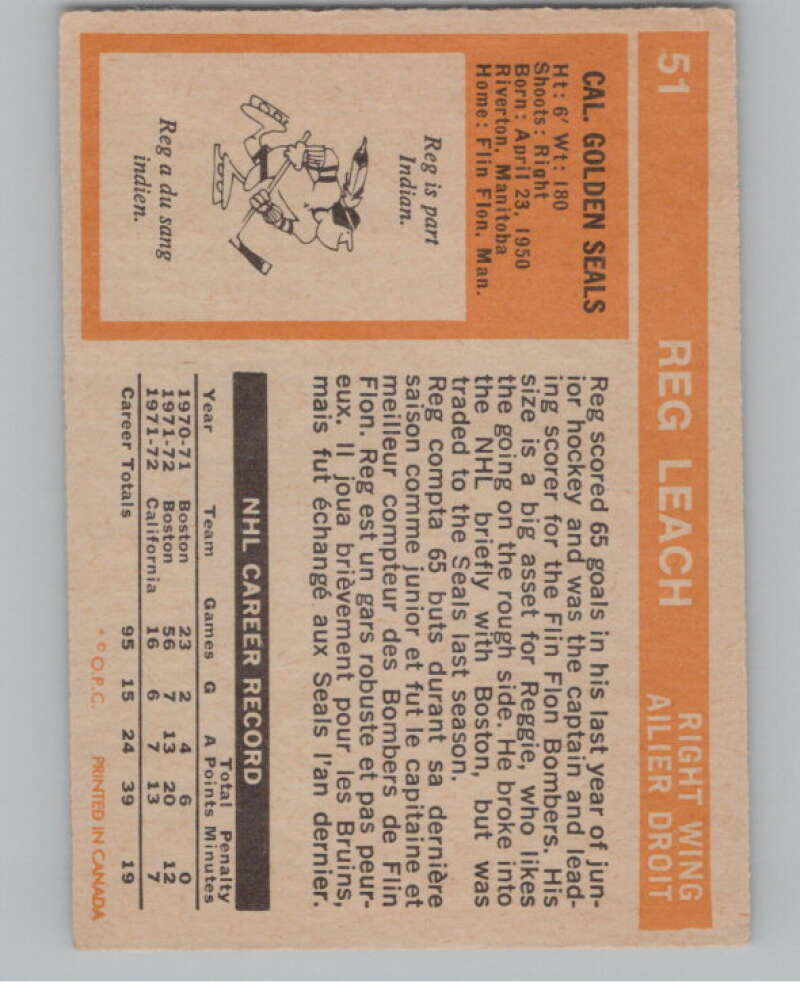 51 REG LEACH RIGHT WING
AILIER DROIT
CAL. GOLDEN SEALS
Ht: 6' Wt: 180
Shoots: Right
Born: April 23, 1950
Riverton, Manitoba
Home: Flin Flon, Man.
Reg is part
Indian.
Reg a du sang
indien.
Reg scored 65 goals in his last year of jun-
ior hockey and was the captain and lead-
ing scorer for the Flin Flon Bombers. His
size is a big asset for Reggie, who likes
the going on the rough side. He broke into
the NHL briefly with Boston, but was
traded to the Seals last season.
Reg compta 65 buts durant sa dernière
saison comme junior et fut le capitaine et
meilleur compteur des Bombers de Flin
Flon. Reg est un gars robuste et pas peur-
eux. Il joua brièvement pour les Bruins,
mais fut échangé aux Seals l'an dernier.
NHL CAREER RECORD
Total Penalty
Year Team Games G A Points Minutes
1970-71 Boston 23 2 4 6 0
1971-72 Boston 56 7 13 20 12
1971-72 California 16 6 7 13 7
Career Totals 95 15 24 39 19
* © O.P.C. PRINTED IN CANADA